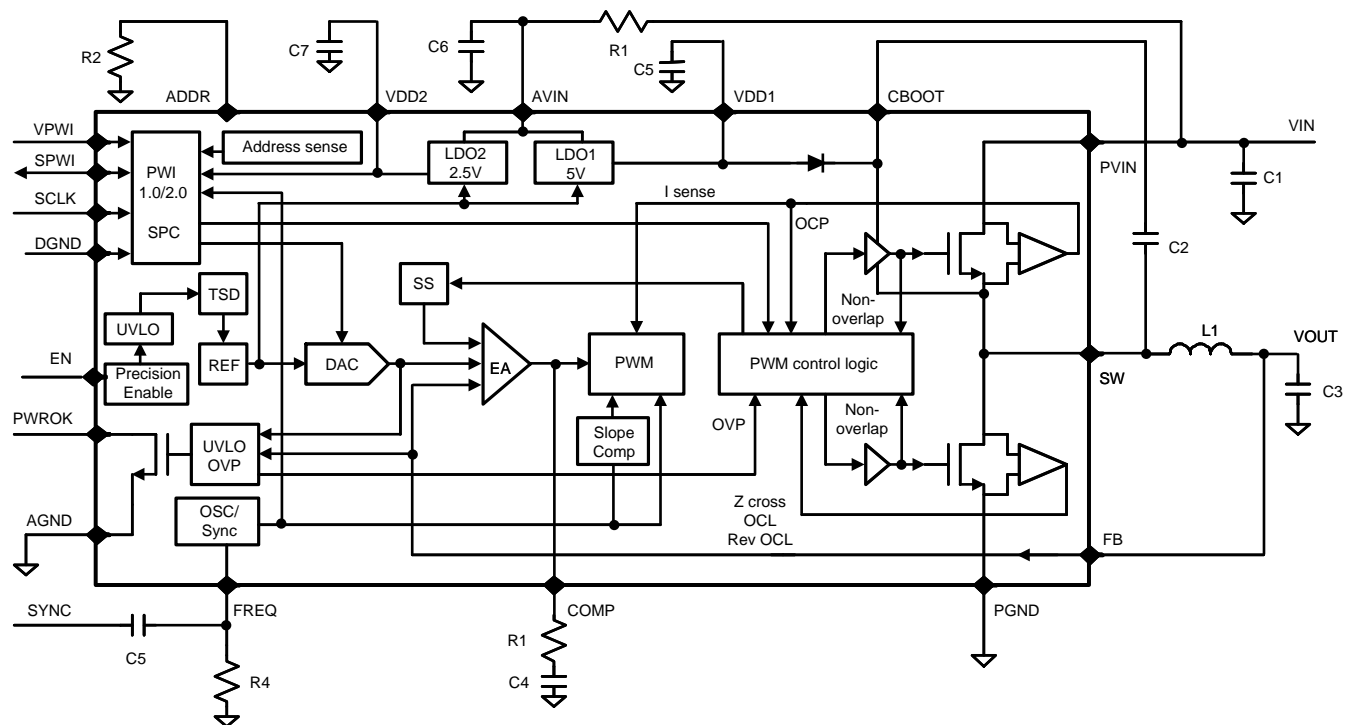 R2
C7
C6
R1
C5
ADDR
VDD2
AVIN
VDD1
CBOOT
VPWI
SPWI
SCLK
DGND
PWI
1.0/2.0
SPC
Address sense
LDO2
2.5V
LDO1
5V
VIN
PVIN
C1
I sense
OCP
C2
TSD
UVLO
REF
SS
Non-
overlap
EN
Precision
Enable
DAC
EA
PWM
PWM control logic
L1
VOUT
SW
C3
PWROK
UVLO
OVP
Slope
Comp
OVP
Non-
overlap
AGND
OSC/
Sync
Z cross
OCL
Rev OCL
FB
SYNC
FREQ
COMP
PGND
C5
R4
R1
C4